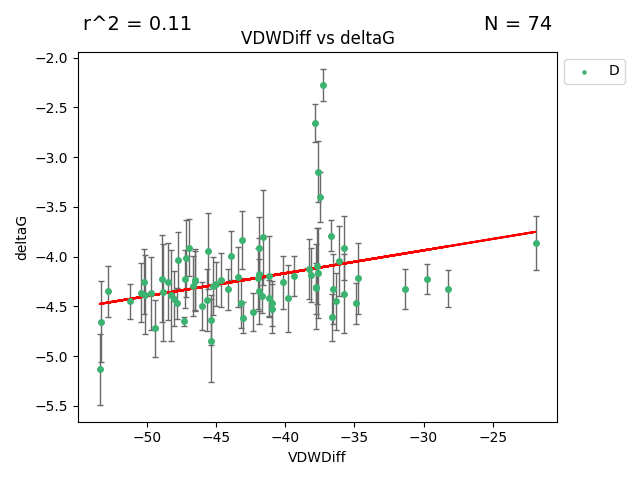 r^2 = 0.11
N = 74
VDWDiff vs deltaG
D
−2.0
−2.5
−3.0
−3.5
−4.0
−4.5
−5.0
−5.5
deltaG
−50
−45
−40
−35
−30
−25
VDWDiff